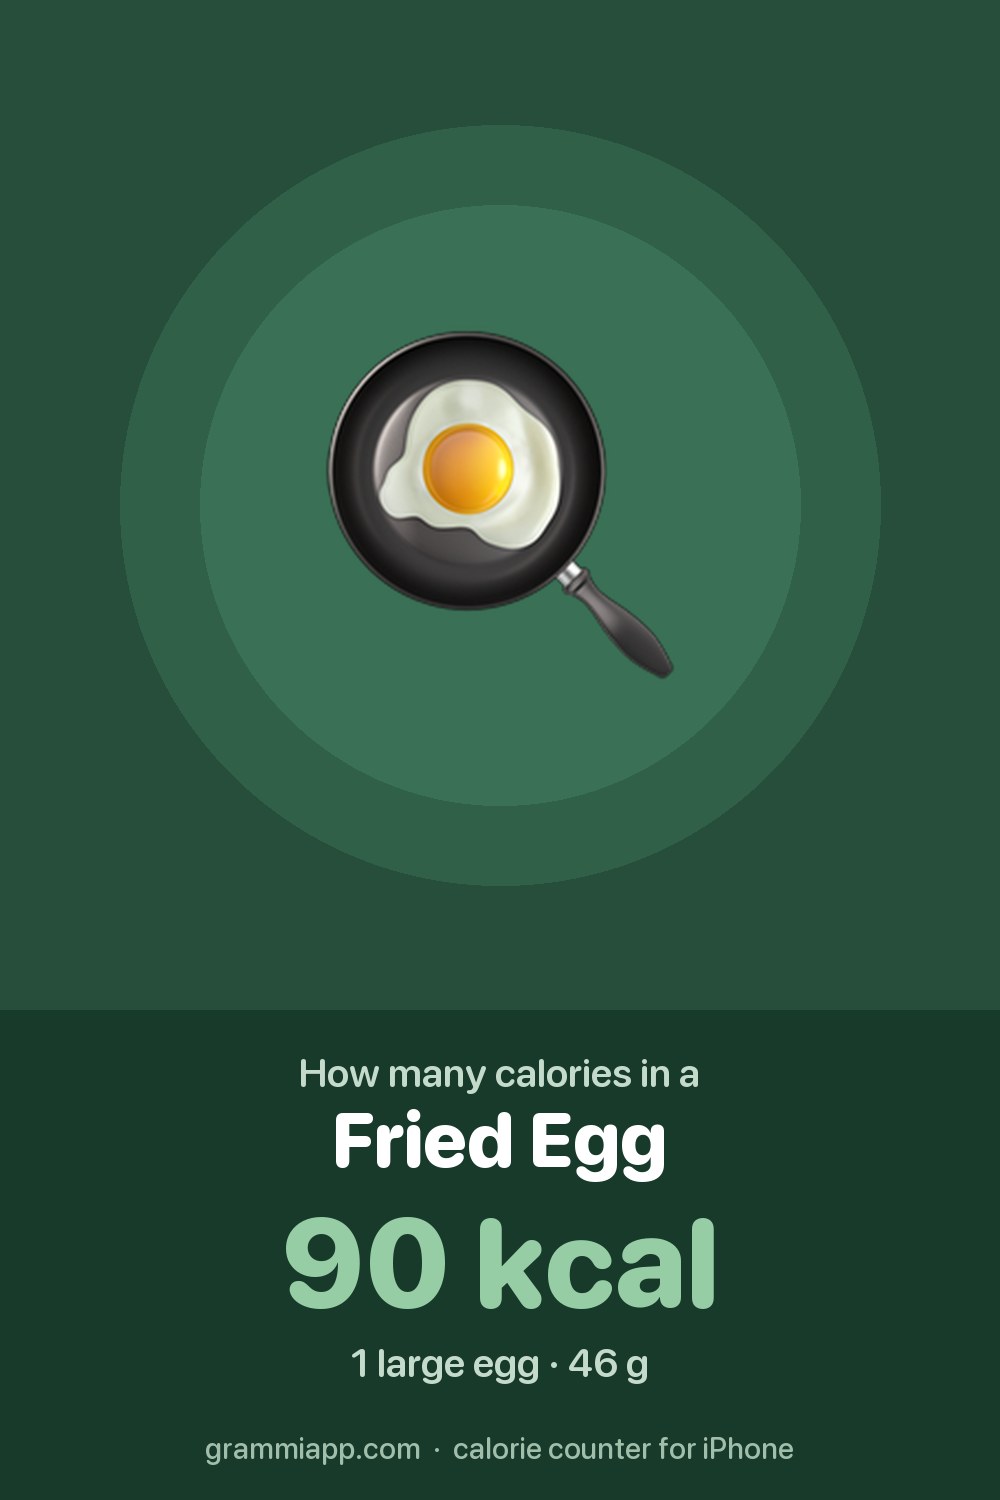 How many calories in a
Fried Egg
90 kcal
1 large egg · 46 g
grammiapp.com · calorie counter for iPhone